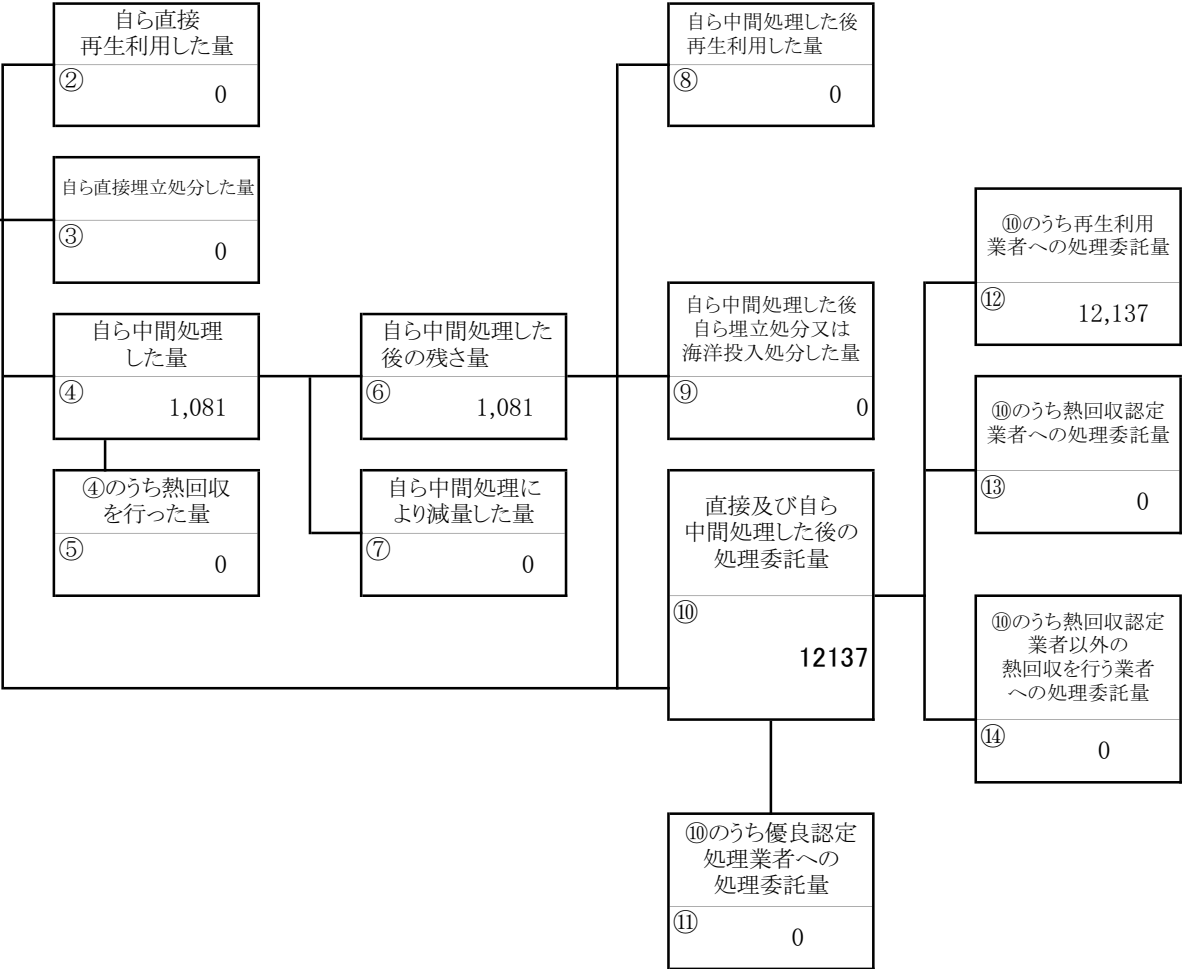 自ら直接
再生利用した量
②
0
自ら直接埋立処分した量
③
0
自ら中間処理
した量
④
1,081
④のうち熱回収
を行った量
⑤
0
自ら中間処理した
後の残さ量
⑥
1,081
自ら中間処理に
より減量した量
⑦
0
自ら中間処理した後
再生利用した量
⑧
0
自ら中間処理した後
自ら埋立処分又は
海洋投入処分した量
⑨
0
直接及び自ら
中間処理した後の
処理委託量
⑩
12137
⑩のうち優良認定
処理業者への
処理委託量
⑪
0
⑩のうち再生利用
業者への処理委託量
⑫
12,137
⑩のうち熱回収認定
業者への処理委託量
⑬
0
⑩のうち熱回収認定
業者以外の
熱回収を行う業者
への処理委託量
⑭
0